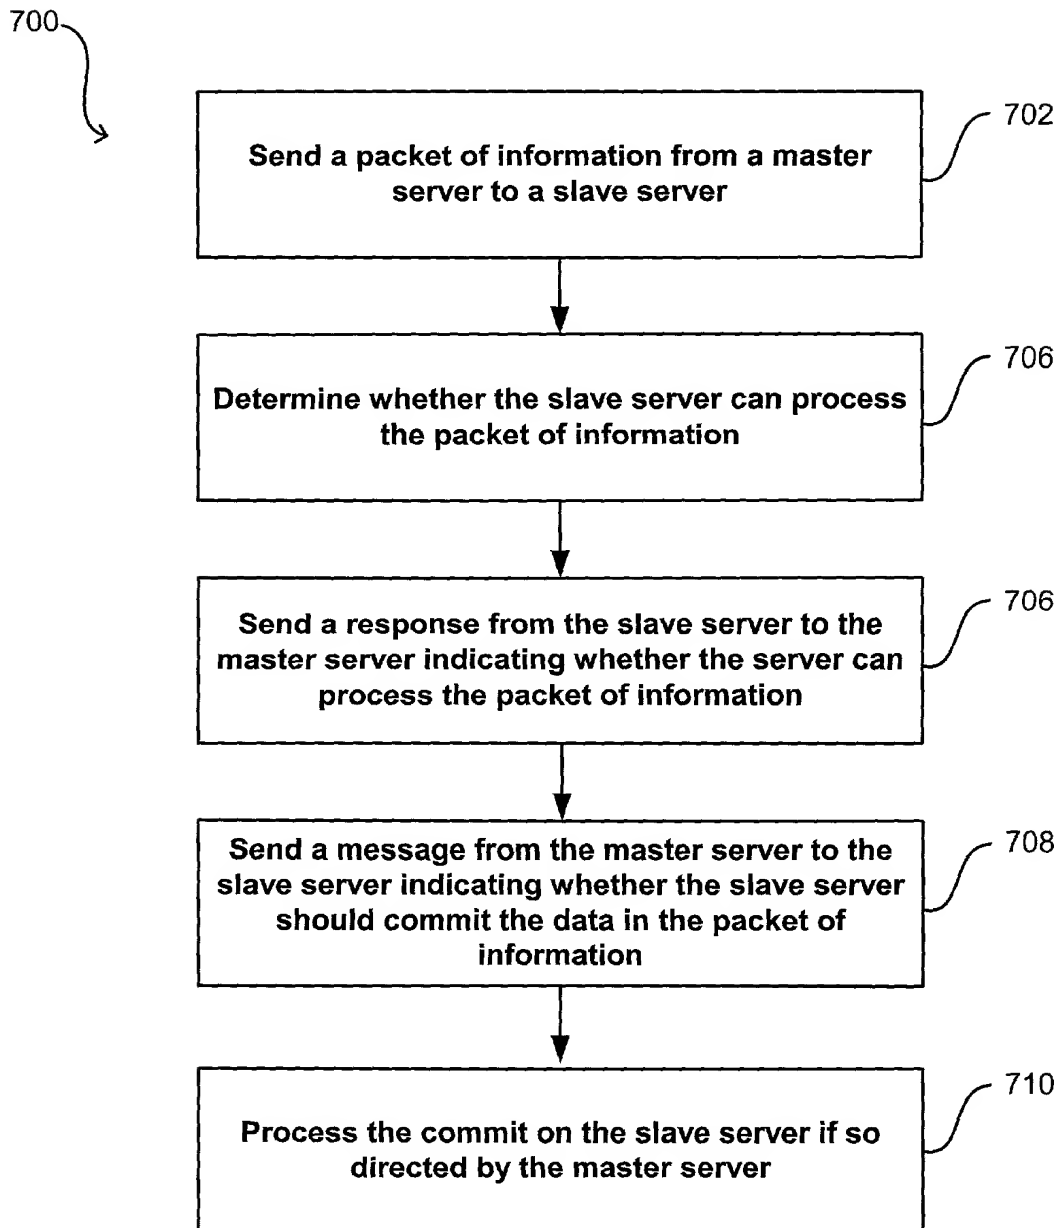 700
702
Send a packet of information from a master
server to a slave server
706
Determine whether the slave server can process
the packet of information
706
Send a response from the slave server to the
master server indicating whether the server can
process the packet of information
708
Send a message from the master server to the
slave server indicating whether the slave server
should commit the data in the packet of
information
710
Process the commit on the slave server if so
directed by the master server